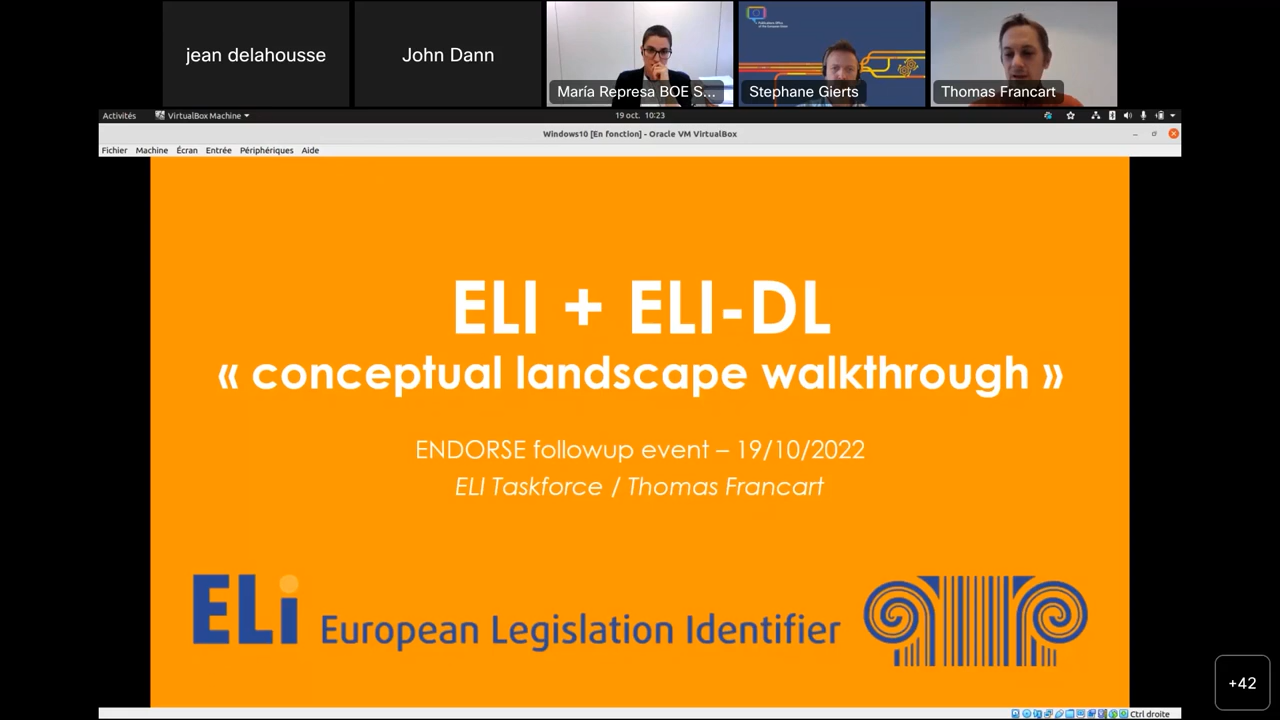 jean delahousse
John Dann
María Represa BOE S...
Stephane Gierts
Thomas Francart
Activités
VirtualBox Machine
19 oct. 10:23
Windows10 [En fonction] - Oracle VM VirtualBox
Fichier Machine Écran Entrée Périphériques Aide
ELI + ELI-DL
« conceptual landscape walkthrough »
ENDORSE followup event – 19/10/2022
ELI Taskforce / Thomas Francart
ELi European Legislation Identifier
+42
Ctrl droite